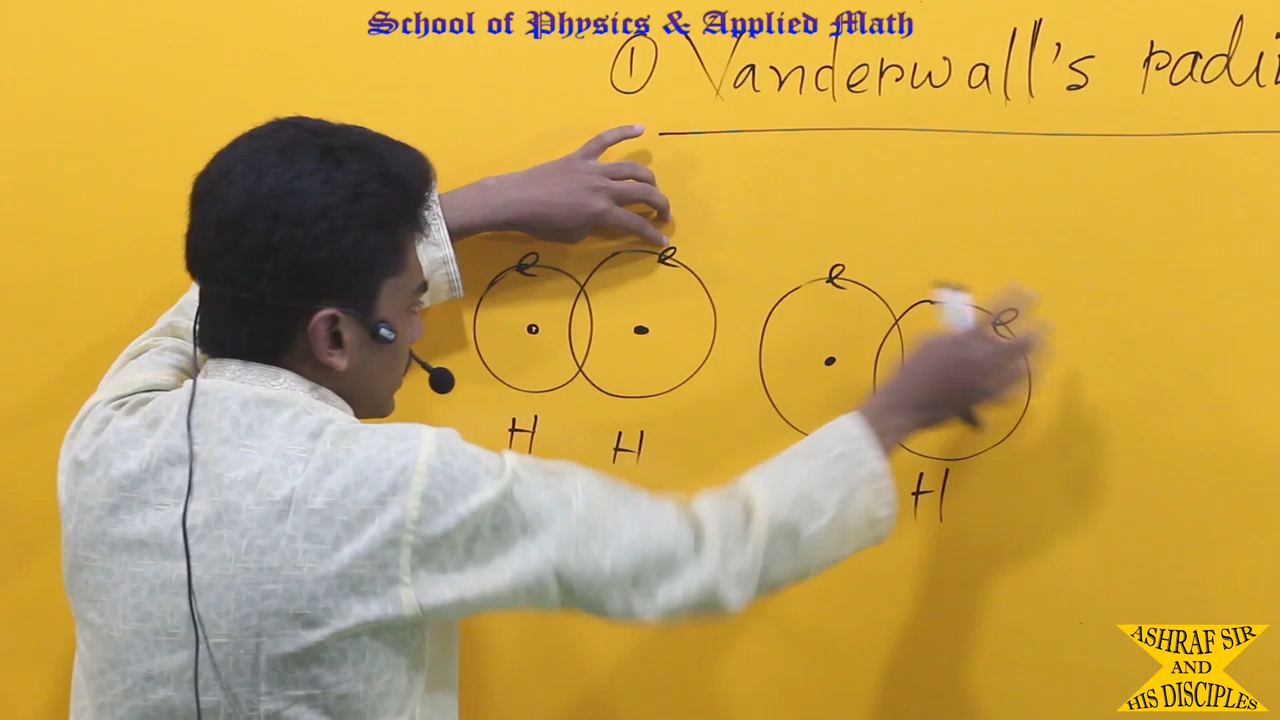 School of Physics & Applied Math
① Vanderwall's radi
e e e e
H H H
ASHRAF SIR
AND
HIS DISCIPLES